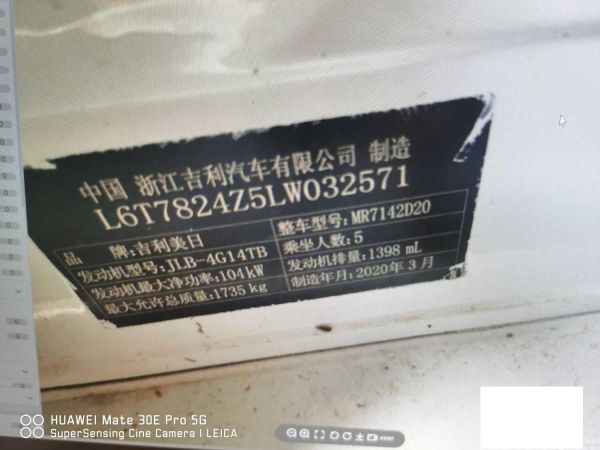 中国 浙江吉利汽车有限公司 制造
L6T7824Z5LW032571
品 牌:吉利美日
整车型号:MR7142D20
发动机型号:JLB-4G14TB
乘坐人数:5
发动机最大净功率:104kW
发动机排量:1398 mL
最大允许总质量:1735 kg
制造年月:2020年3月
HUAWEI Mate 30E Pro 5G
SuperSensing Cine Camera | LEICA